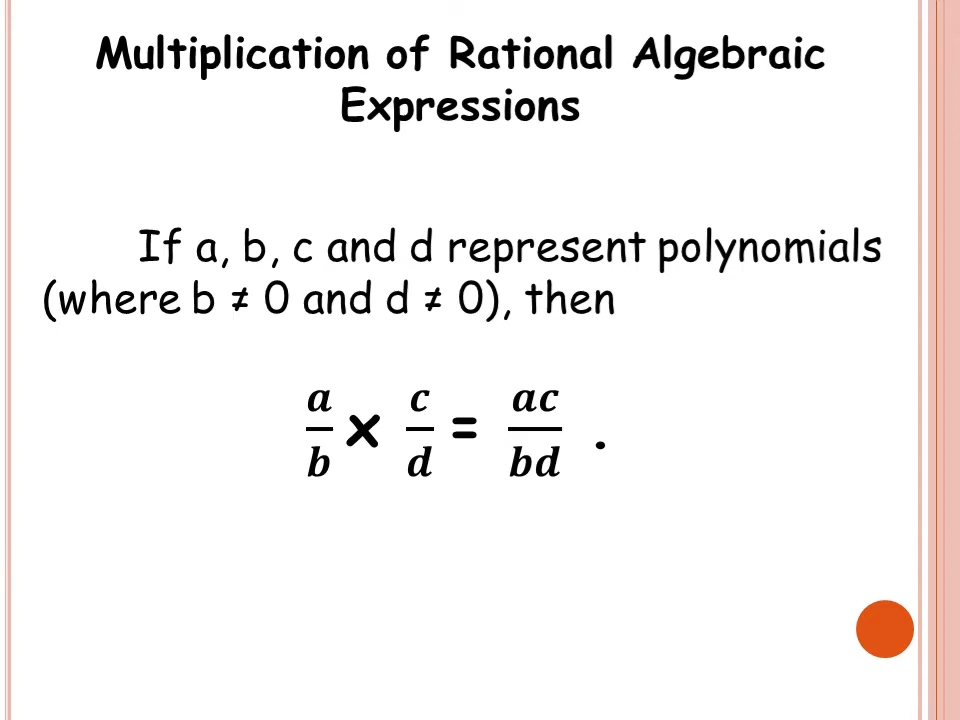 Multiplication of Rational Algebraic
Expressions
If a, b, c and d represent polynomials
(where b ≠ 0 and d ≠ 0), then
a/b x c/d = ac/bd .